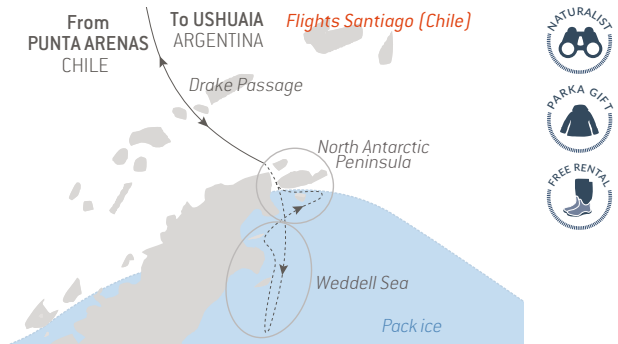 From
PUNTA ARENAS
CHILE
To USHUAIA
ARGENTINA
Flights Santiago (Chile)
Drake Passage
North Antarctic
Peninsula
Weddell Sea
Pack ice
NATURALIST
PARKA GIFT
FREE RENTAL